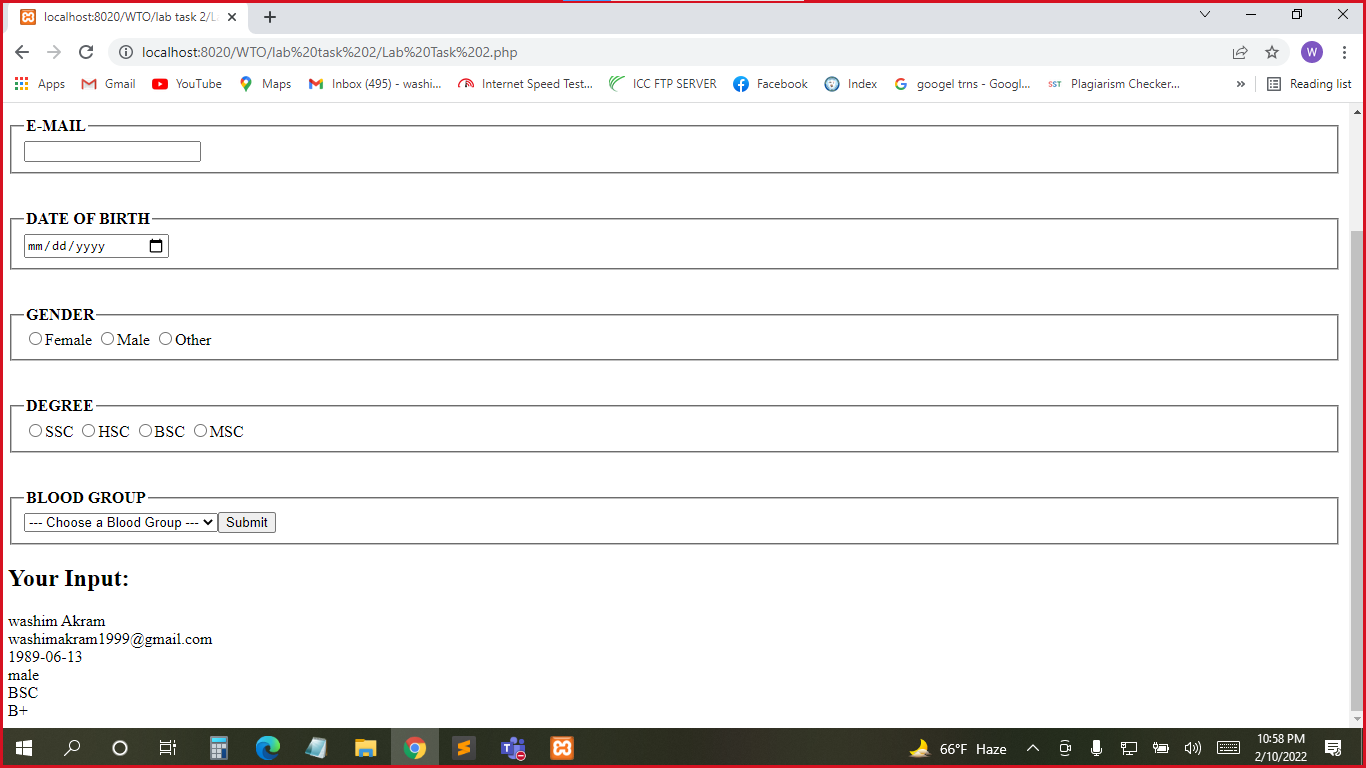 localhost:8020/WTO/lab task 2/L
localhost:8020/WTO/lab%20task%202/Lab%20Task%202.php
W
Apps Gmail YouTube Maps Inbox (495) - washi... Internet Speed Test... ICC FTP SERVER Facebook Index googel trns - Googl... SST Plagiarism Checker... » Reading list
E-MAIL
DATE OF BIRTH
mm/dd/yyyy
GENDER
Female Male Other
DEGREE
SSC HSC BSC MSC
BLOOD GROUP
--- Choose a Blood Group --- Submit
Your Input:
washim Akram
washimakram1999@gmail.com
1989-06-13
male
BSC
B+
66°F Haze
10:58 PM
2/10/2022